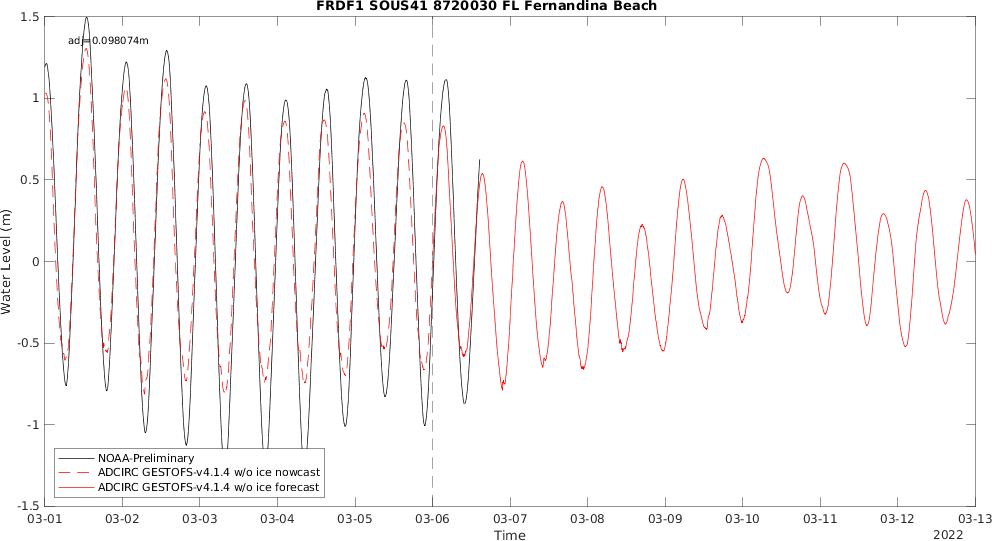 FRDF1 SOUS41 8720030 FL Fernandina Beach
adj=0.098074m
1.5
1
0.5
0
-0.5
-1
-1.5
Water Level (m)
NOAA-Preliminary
ADCIRC GESTOFS-v4.1.4 w/o ice nowcast
ADCIRC GESTOFS-v4.1.4 w/o ice forecast
03-01 03-02 03-03 03-04 03-05 03-06 03-07 03-08 03-09 03-10 03-11 03-12 03-13
Time
2022